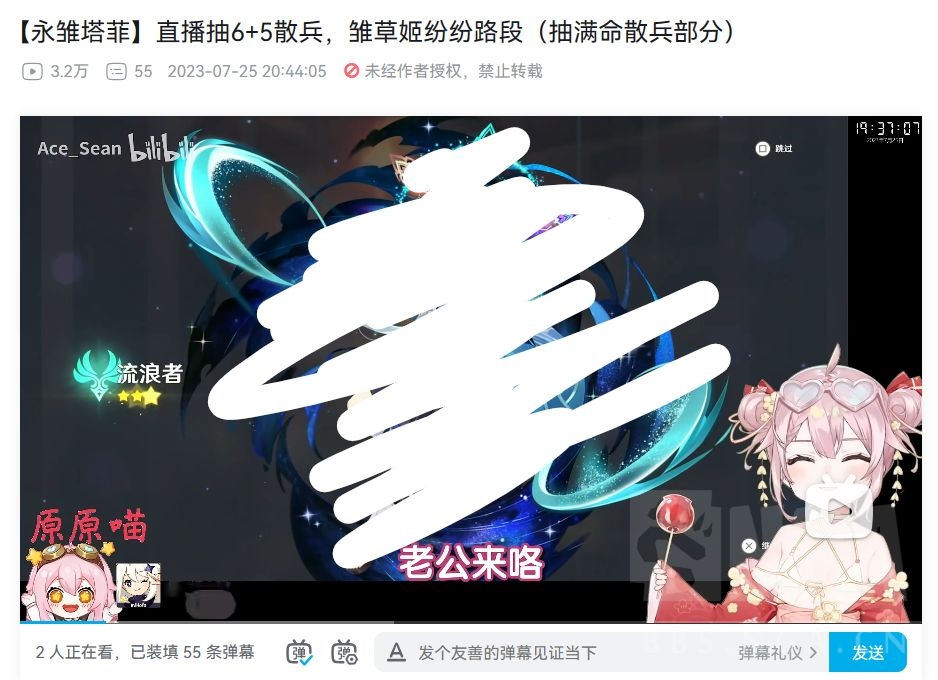 【永雏塔菲】直播抽6+5散兵，雏草姬纷纷路段（抽满命散兵部分）
3.2万 55 2023-07-25 20:44:05 未经作者授权，禁止转载
Ace_Sean bilibili
跳过
19:37:07
流浪者
原原喵
miHoYo
老公来咯
2 人正在看，已装填 55 条弹幕
弹
弹
A 发个友善的弹幕见证当下
弹幕礼仪 >
发送